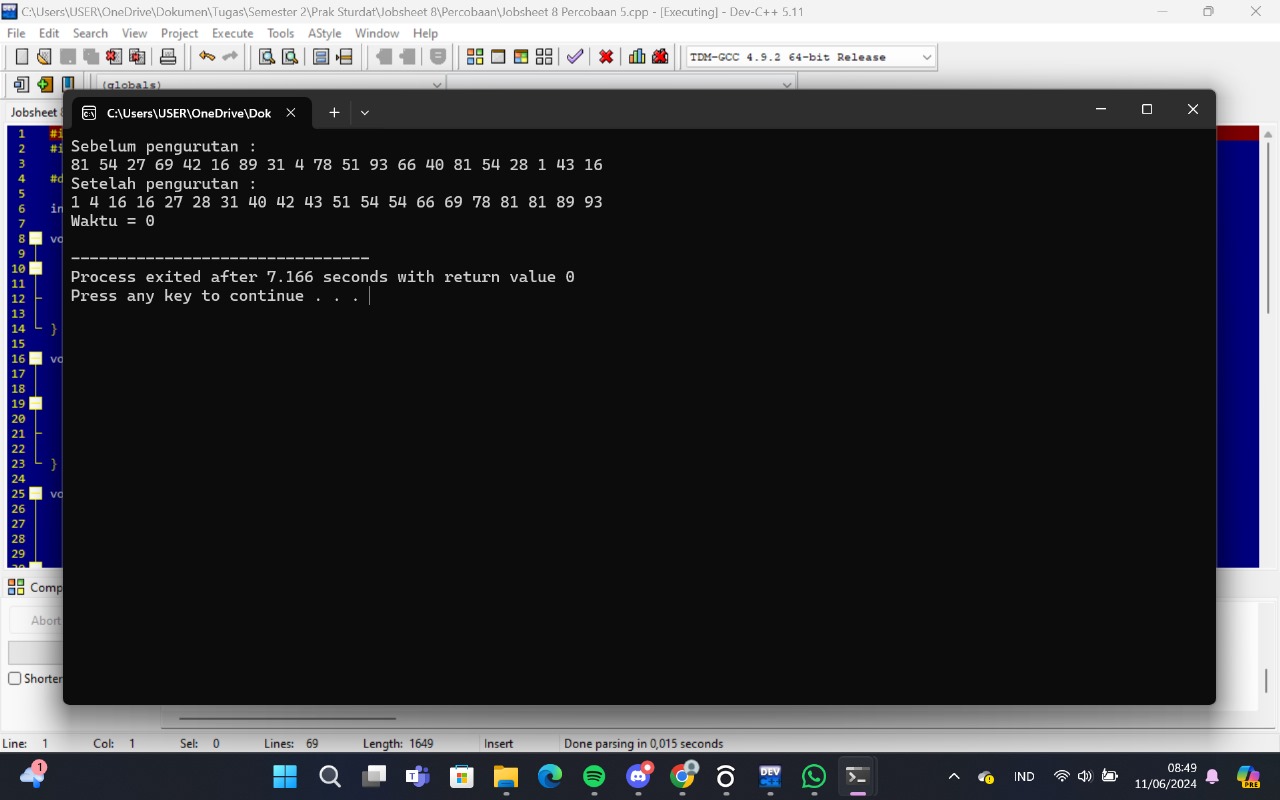 C:\Users\USER\OneDrive\Dokumen\Tugas\Semester 2\Prak Sturdat\Jobsheet 8\Percobaan\Jobsheet 8 Percobaan 5.cpp - [Executing] - Dev-C++ 5.11
File Edit Search View Project Execute Tools AStyle Window Help
TDM-GCC 4.9.2 64-bit Release
(globals)
Jobsheet 8
C:\Users\USER\OneDrive\Dok
1 #i
2 #i
3
4 #d
5
6 in
7
8 vo
9
10
11
12
13
14 }
15
16 vo
17
18
19
20
21
22
23 }
24
25 vo
26
27
28
29
30
Sebelum pengurutan :
81 54 27 69 42 16 89 31 4 78 51 93 66 40 81 54 28 1 43 16
Setelah pengurutan :
1 4 16 16 27 28 31 40 42 43 51 54 54 66 69 78 81 81 89 93
Waktu = 0
--------------------------------
Process exited after 7.166 seconds with return value 0
Press any key to continue . . .
Comp
Abort
Shorten
Line: 1 Col: 1 Sel: 0 Lines: 69 Length: 1649 Insert Done parsing in 0,015 seconds
1
DEV
IND
08:49
11/06/2024
PRE